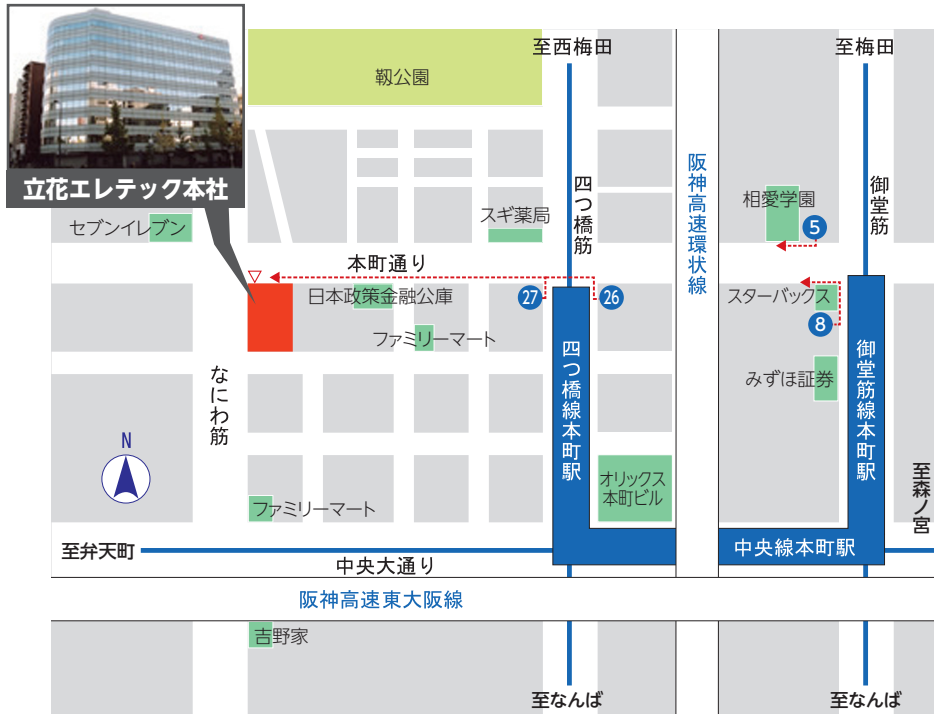 至西梅田
至梅田
靱公園
阪神高速環状線
四つ橋筋
御堂筋
相愛学園
5
立花エレテック本社
セブンイレブン
スギ薬局
本町通り
日本政策金融公庫
27
26
スターバックス
8
ファミリーマート
四つ橋線本町駅
御堂筋線本町駅
みずほ証券
なにわ筋
N
オリックス
本町ビル
至森ノ宮
ファミリーマート
至弁天町
中央線本町駅
中央大通り
阪神高速東大阪線
吉野家
至なんば
至なんば